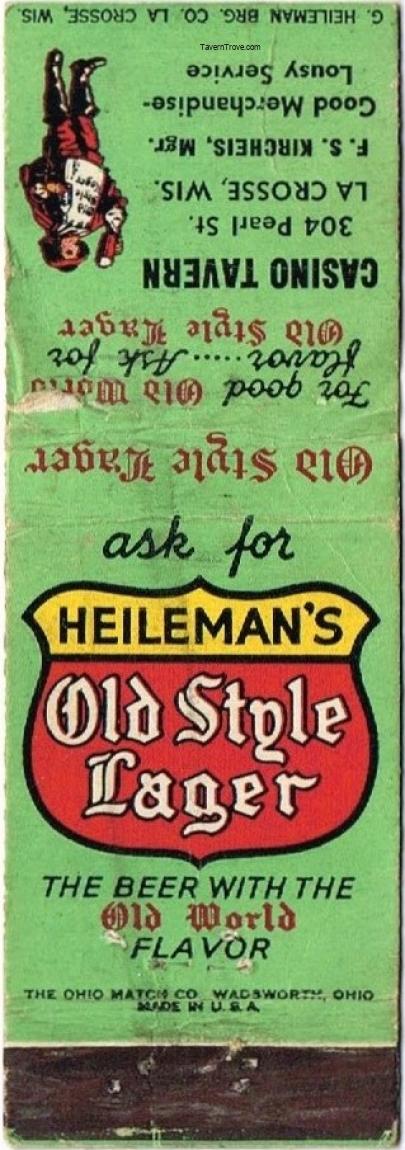 G. HEILEMAN BRG. CO. LA CROSSE, WIS.
TavernTrove.com
Lousy Service
Good Merchandise-
F. S. KIRCHEIS, Mgr.
LA CROSSE, WIS.
304 Pearl St.
CASINO TAVERN
Old Style Lager
flavor.....Ask for
For good Old World
Old Style Lager
ask for
HEILEMAN'S
Old Style
Lager
THE BEER WITH THE
Old World
FLAVOR
THE OHIO MATCH CO. WADSWORTH, OHIO
MADE IN U.S.A.